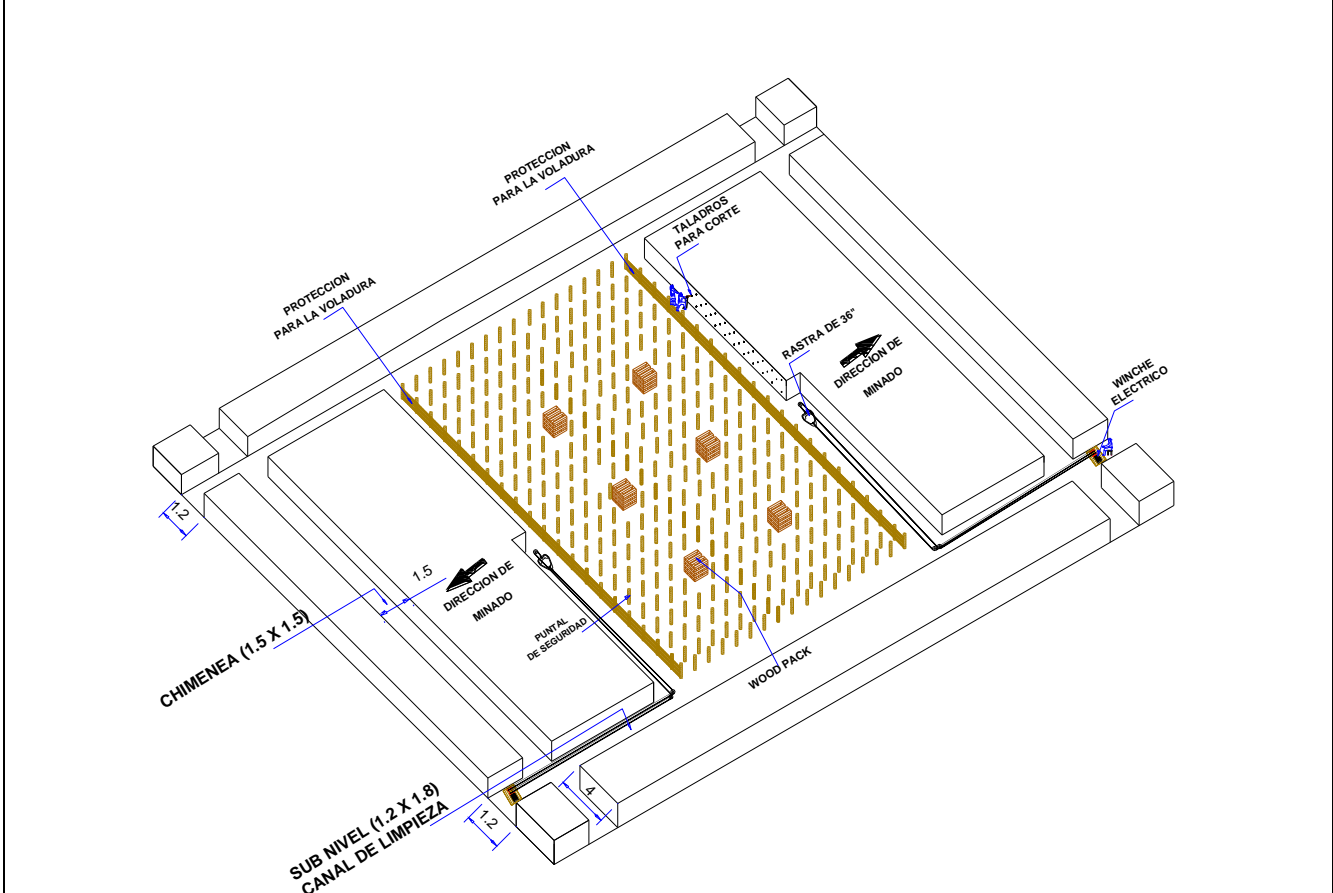 PROTECCION
PARA LA VOLADURA
TALADROS
PARA CORTE
PROTECCION
PARA LA VOLADURA
RASTRA DE 36"
DIRECCION DE
MINADO
WINCHE
ELECTRICO
1.2
1.5
DIRECCION DE
MINADO
PUNTAL
DE SEGURIDAD
CHIMENEA (1.5 X 1.5)
WOOD PACK
4
1.2
SUB NIVEL (1.2 X 1.8)
CANAL DE LIMPIEZA